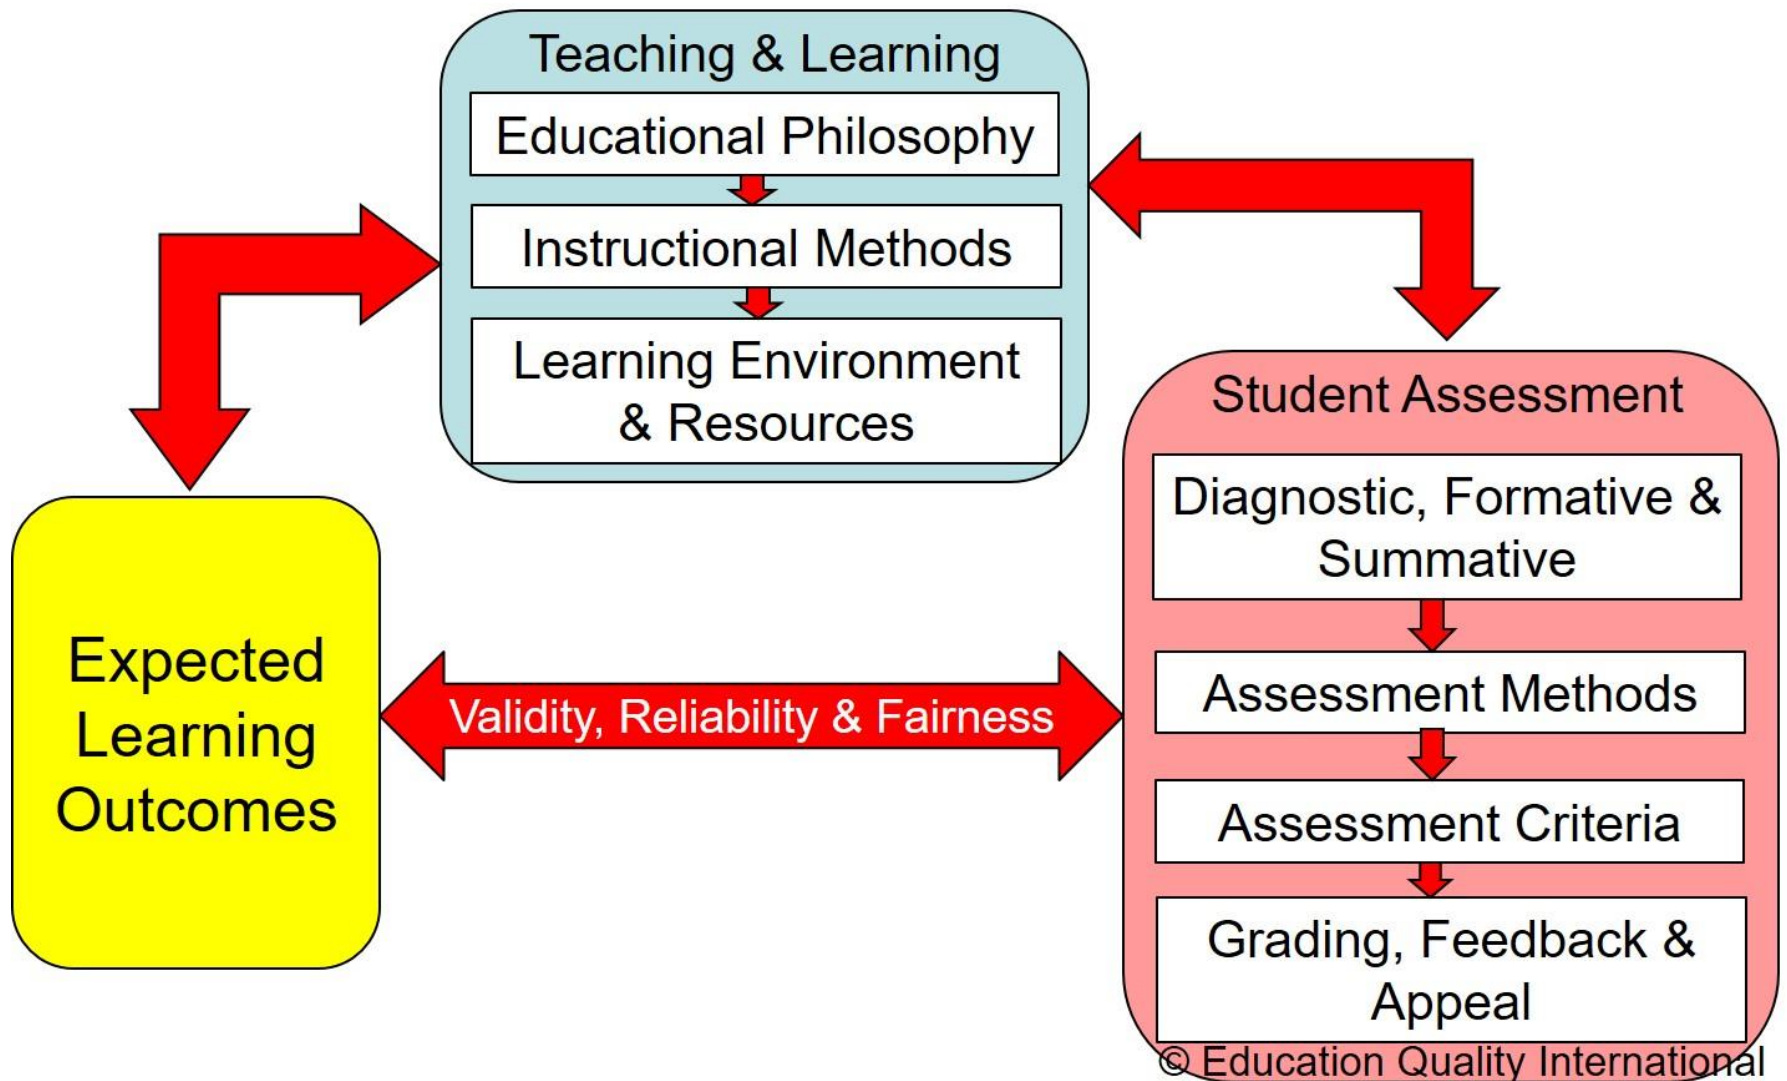 Teaching & Learning
Educational Philosophy
Instructional Methods
Learning Environment
& Resources
Student Assessment
Diagnostic, Formative &
Summative
Assessment Methods
Assessment Criteria
Grading, Feedback &
Appeal
Expected
Learning
Outcomes
Validity, Reliability & Fairness
© Education Quality International